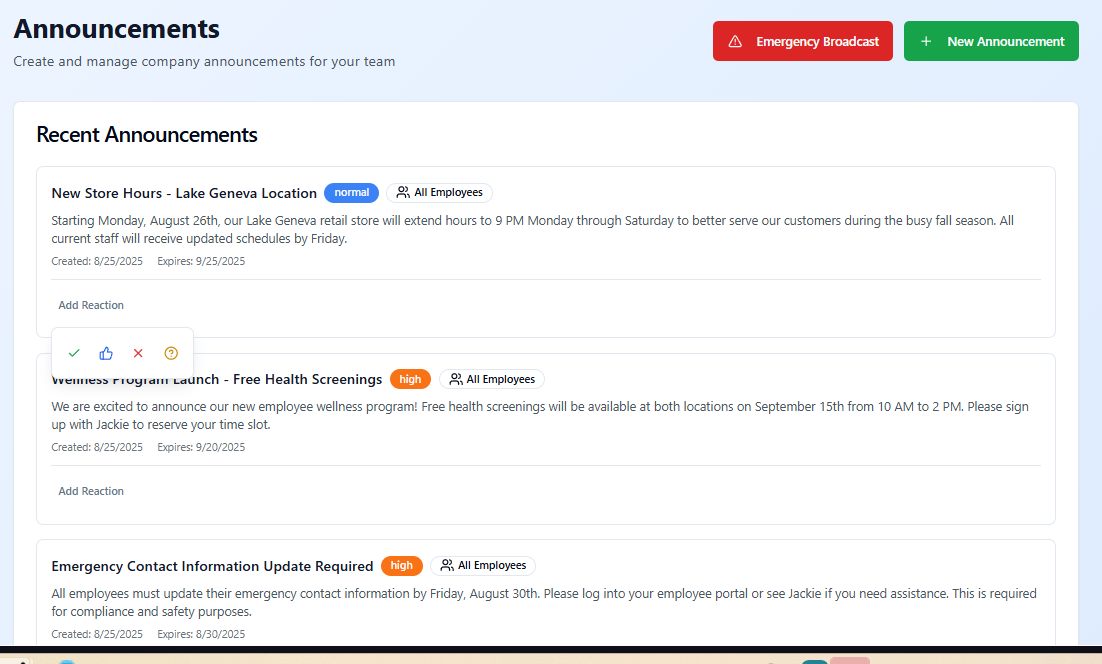 Announcements
Create and manage company announcements for your team
Emergency Broadcast
New Announcement
Recent Announcements
New Store Hours - Lake Geneva Location normal All Employees
Starting Monday, August 26th, our Lake Geneva retail store will extend hours to 9 PM Monday through Saturday to better serve our customers during the busy fall season. All
current staff will receive updated schedules by Friday.
Created: 8/25/2025 Expires: 9/25/2025
Add Reaction
Wellness Program Launch - Free Health Screenings high All Employees
We are excited to announce our new employee wellness program! Free health screenings will be available at both locations on September 15th from 10 AM to 2 PM. Please sign
up with Jackie to reserve your time slot.
Created: 8/25/2025 Expires: 9/20/2025
Add Reaction
Emergency Contact Information Update Required high All Employees
All employees must update their emergency contact information by Friday, August 30th. Please log into your employee portal or see Jackie if you need assistance. This is required
for compliance and safety purposes.
Created: 8/25/2025 Expires: 8/30/2025